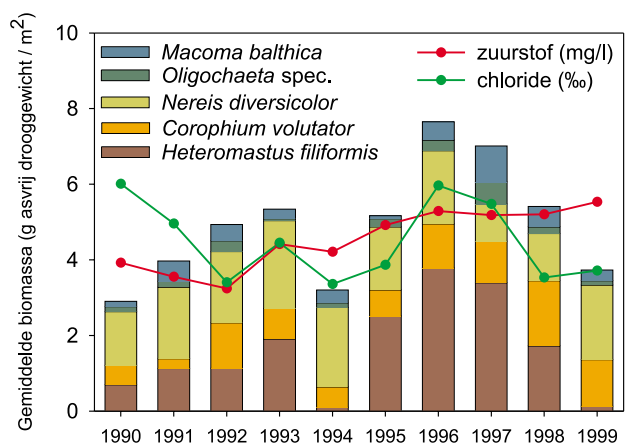 Gemiddelde biomassa (g asvrij drooggewicht / m²)
10
8
6
4
2
0
Macoma balthica
Oligochaeta spec.
Nereis diversicolor
Corophium volutator
Heteromastus filiformis
zuurstof (mg/l)
chloride (‰)
1990 1991 1992 1993 1994 1995 1996 1997 1998 1999